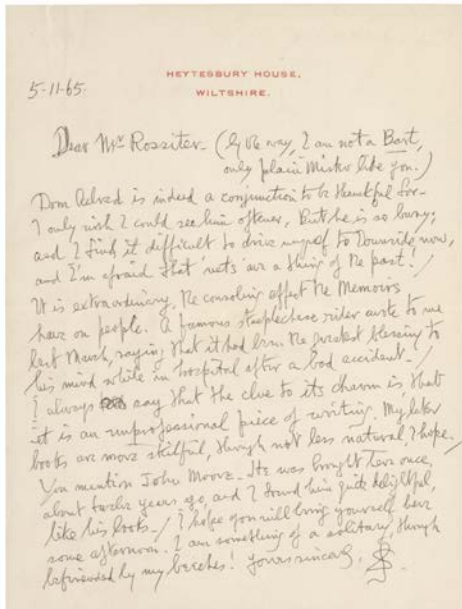 HEYTESBURY HOUSE,
WILTSHIRE.
5-11-65.
Dear Mr Rossiter - (by the way, I am not a Bart,
only plain Mister like you.)
Dom Aelred is indeed a conjunction to be thankful for -
I only wish I could see him oftener, But he is so busy;
and I find it difficult to drive myself to Downside now,
and I'm afraid that 'nets' are a thing of the past! /
It is extraordinary, the consoling effect the Memoirs
have on people. A famous steeplechase rider wrote to me
last March, saying that it had been the greatest blessing to
his mind while in hospital after a bad accident - /
I always say that the clue to its charm is that
it is an unprofessional piece of writing. My later
books are more skilful, though not less natural I hope.
You mention John Moore - He was brought here once,
about twelve years ago, and I found him quite delightful,
like his books - / I hope you will bring yourself here
some afternoon. I am something of a solitary, though
befriended by my beeches! Yours sincerely,
SS